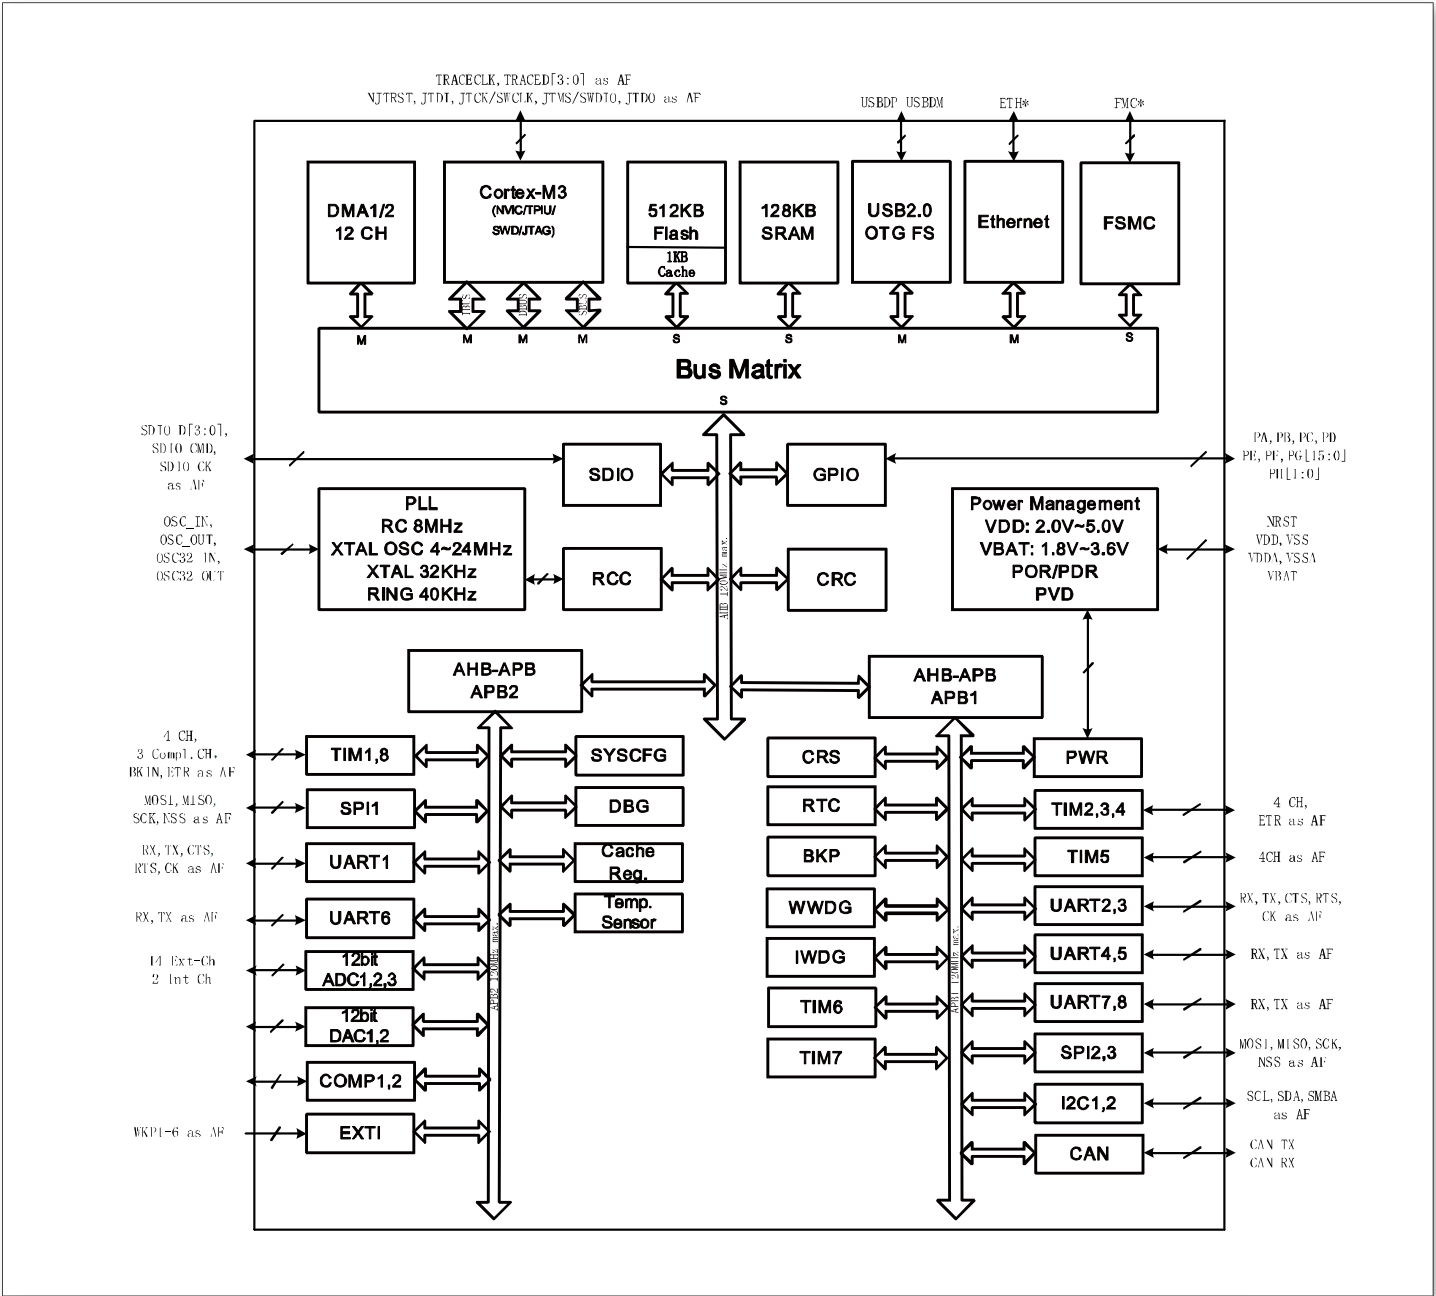 TRACECLK, TRACED[3:0] as AF
NJTRST, JTDI, JTCK/SWCLK, JTMS/SWDIO, JTDO as AF
USBDP USBDM
ETH*
FMC*
DMA1/2
12 CH
Cortex-M3
(NVIC/TPIU/
SWD/JTAG)
512KB
Flash
1KB
Cache
128KB
SRAM
USB2.0
OTG FS
Ethernet
FSMC
IBUS
DBUS
SBUS
M
M
M
M
S
S
M
M
S
Bus Matrix
S
SDIO D[3:0],
SDIO CMD,
SDIO CK
as AF
SDIO
GPIO
PA, PB, PC, PD
PE, PF, PG[15:0]
PH[1:0]
OSC_IN,
OSC_OUT,
OSC32 IN,
OSC32 OUT
PLL
RC 8MHz
XTAL OSC 4~24MHz
XTAL 32KHz
RING 40KHz
RCC
CRC
AHB 120MHz max.
Power Management
VDD: 2.0V~5.0V
VBAT: 1.8V~3.6V
POR/PDR
PVD
NRST
VDD, VSS
VDDA, VSSA
VBAT
AHB-APB
APB2
AHB-APB
APB1
4 CH,
3 Compl.CH,
BKIN, ETR as AF
TIM1,8
SYSCFG
MOSI, MISO,
SCK, NSS as AF
SPI1
DBG
RX, TX, CTS,
RTS, CK as AF
UART1
Cache
Reg.
RX, TX as AF
UART6
Temp.
Sensor
14 Ext-Ch
2 Int Ch
12bit
ADC1,2,3
12bit
DAC1,2
COMP1,2
WKP1-6 as AF
EXTI
APB2 120MHz max.
CRS
PWR
RTC
TIM2,3,4
4 CH,
ETR as AF
BKP
TIM5
4CH as AF
WWDG
UART2,3
RX, TX, CTS, RTS,
CK as AF
IWDG
UART4,5
RX, TX as AF
TIM6
UART7,8
RX, TX as AF
TIM7
SPI2,3
MOSI, MISO, SCK,
NSS as AF
I2C1,2
SCL, SDA, SMBA
as AF
CAN
CAN TX
CAN RX
APB1 120MHz max.